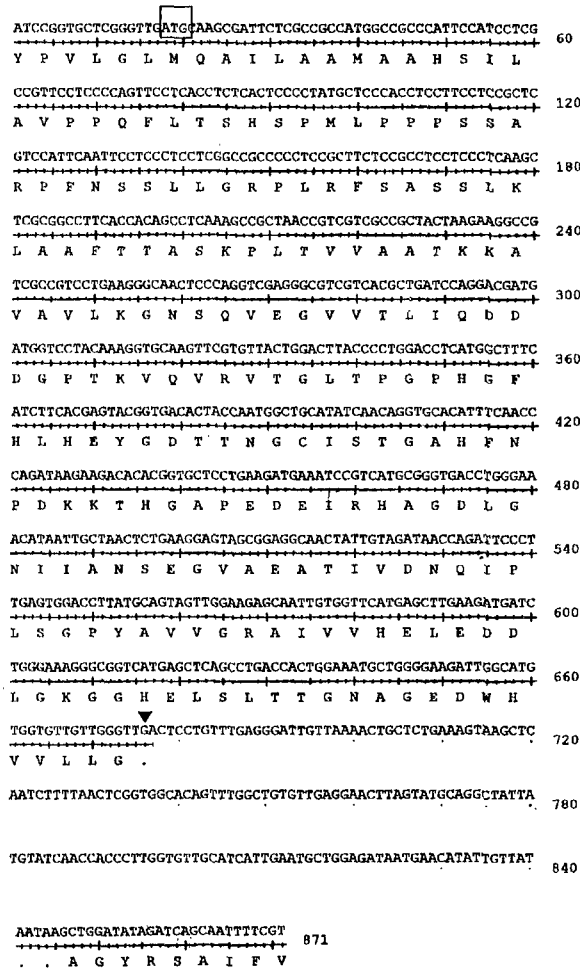 ATCCGGTGCTCGGGTTGATGCAAGCGATTCTCGCCGCCATGGCCGCCCATTCCATCCTCG 60
Y P V L G L M Q A I L A A M A A H S I L
CCGTTCCTCCCCAGTTCCTCACCTCTCACTCCCCTATGCTCCCACCTCCTTCCTCCGCTC 120
A V P P Q F L T S H S P M L P P P S S A
GTCCATTCAATTCCTCCCTCCTCGGCCGCCCCCTCCGCTTCTCCGCCTCCTCCCTCAAGC 180
R P F N S S L L G R P L R F S A S S L K
TCGCGGCCTTCACCACAGCCTCAAAGCCGCTAACCGTCGTCGCCGCTACTAAGAAGGCCG 240
L A A F T T A S K P L T V V A A T K K A
TCGCCGTCCTGAAGGGCAACTCCCAGGTCGAGGGCGTCGTCACGCTGATCCAGGACGATG 300
V A V L K G N S Q V E G V V T L I Q D D
ATGGTCCTACAAAGGTGCAAGTTCGTGTTACTGGACTTACCCCTGGACCTCATGGCTTTC 360
D G P T K V Q V R V T G L T P G P H G F
ATCTTCACGAGTACGGTGACACTACCAATGGCTGCATATCAACAGGTGCACATTTCAACC 420
H L H E Y G D T T N G C I S T G A H F N
CAGATAAGAAGACACACGGTGCTCCTGAAGATGAAATCCGTCATGCGGGTGACCTGGGAA 480
P D K K T H G A P E D E I R H A G D L G
ACATAATTGCTAACTCTGAAGGAGTAGCGGAGGCAACTATTGTAGATAACCAGATTCCCT 540
N I I A N S E G V A E A T I V D N Q I P
TGAGTGGACCTTATGCAGTAGTTGGAAGAGCAATTGTGGTTCATGAGCTTGAAGATGATC 600
L S G P Y A V V G R A I V V H E L E D D
TGGGAAAGGGCGGTCATGAGCTCAGCCTGACCACTGGAAATGCTGGGGAAGATTGGCATG 660
L G K G G H E L S L T T G N A G E D W H
TGGTGTTGTTGGGTTGACTCCTGTTTGAGGGATTGTTAAAACTGCTCTGAAAGTAAGCTC 720
V V L L G .
AATCTTTTAACTCGGTGGCACAGTTTGGCTGTGTTGAGGAACTTAGTATGCAGGCTATTA 780
TGTATCAACCACCCTTGGTGTTGCATCATTGAATGCTGGAGATAATGAACATATTGTTAT 840
AATAAGCTGGATATAGATCAGCAATTTTCGT 871
. . A G Y R S A I F V